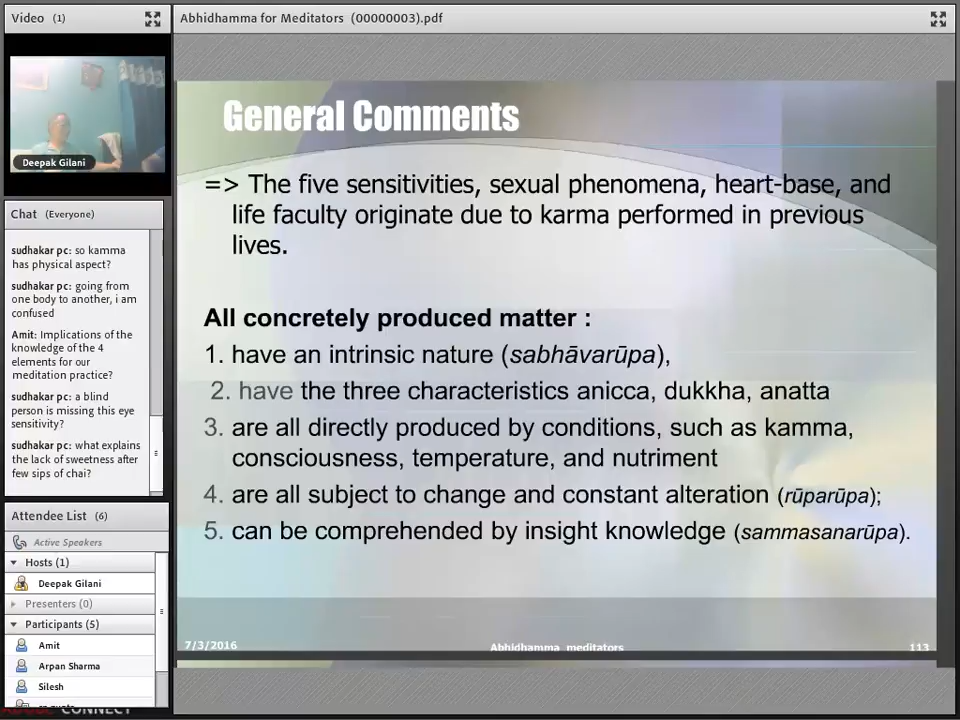 Video (1)
Abhidhamma for Meditators (00000003).pdf
Deepak Gilani
Chat (Everyone)
sudhakar pc: so kamma
has physical aspect?
sudhakar pc: going from
one body to another, i am
confused
Amit: Implications of the
knowledge of the 4
elements for our
meditation practice?
sudhakar pc: a blind
person is missing this eye
sensitivity?
sudhakar pc: what explains
the lack of sweetness after
few sips of chai?
Attendee List (6)
Active Speakers
Hosts (1)
Deepak Gilani
Presenters (0)
Participants (5)
Amit
Arpan Sharma
Silesh
CONNECT
General Comments
=> The five sensitivities, sexual phenomena, heart-base, and
life faculty originate due to karma performed in previous
lives.
All concretely produced matter :
1. have an intrinsic nature (sabhāvarūpa),
2. have the three characteristics anicca, dukkha, anatta
3. are all directly produced by conditions, such as kamma,
consciousness, temperature, and nutriment
4. are all subject to change and constant alteration (rūparūpa);
5. can be comprehended by insight knowledge (sammasanarūpa).
7/3/2016
Abhidhamma meditators
113